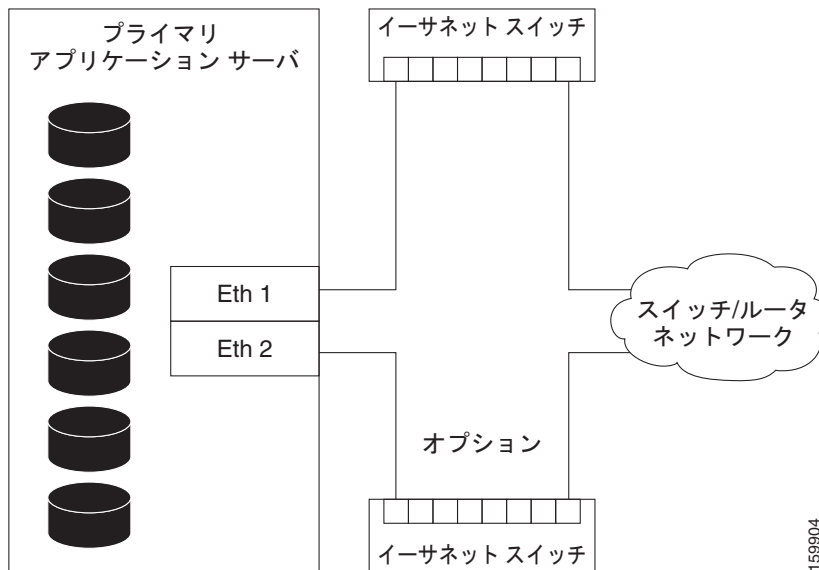 プライマリ
アプリケーション サーバ
イーサネット スイッチ
Eth 1
Eth 2
スイッチ/ルータ
ネットワーク
オプション
イーサネット スイッチ
159904